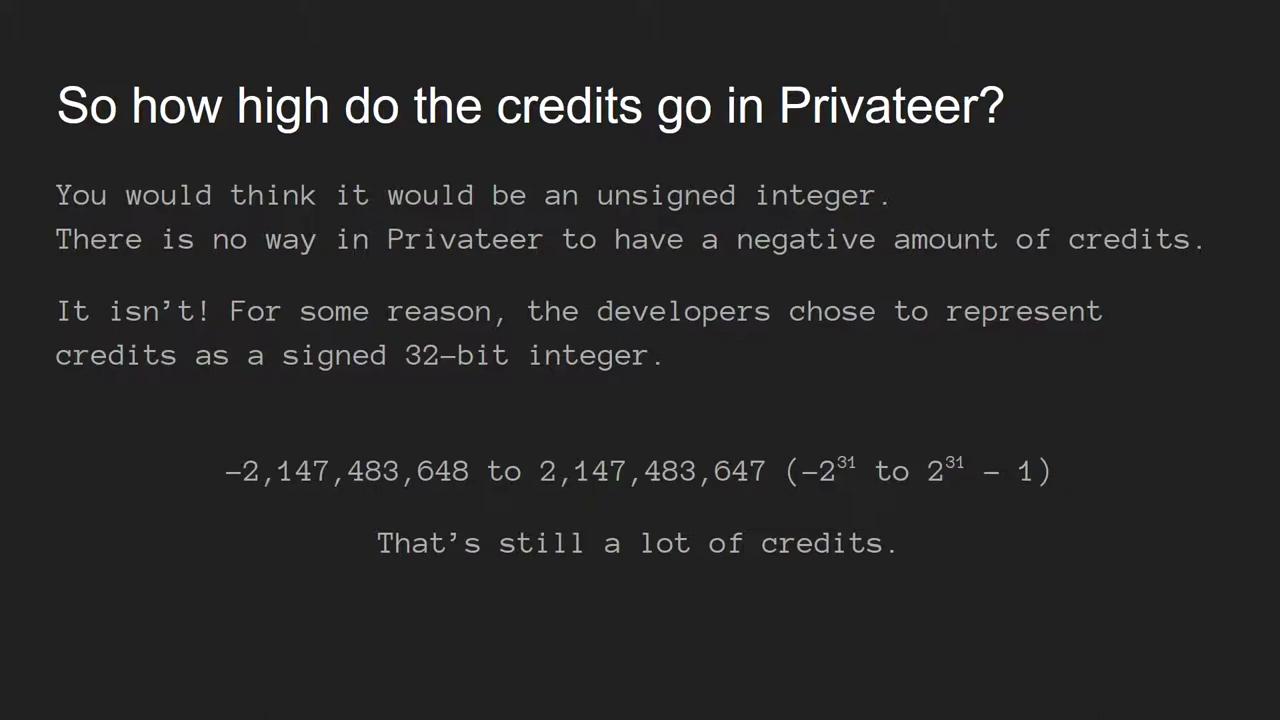 So how high do the credits go in Privateer?
You would think it would be an unsigned integer.
There is no way in Privateer to have a negative amount of credits.
It isn’t! For some reason, the developers chose to represent
credits as a signed 32-bit integer.
-2,147,483,648 to 2,147,483,647 (-2³¹ to 2³¹ - 1)
That’s still a lot of credits.